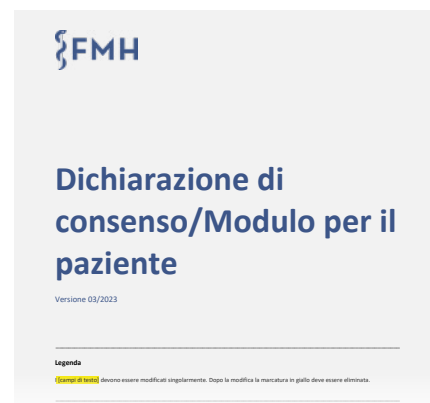 FMH
Dichiarazione di
consenso/Modulo per il
paziente
Versione 03/2023
Legenda
I [campi di testo] devono essere modificati singolarmente. Dopo la modifica la marcatura in giallo deve essere eliminata.